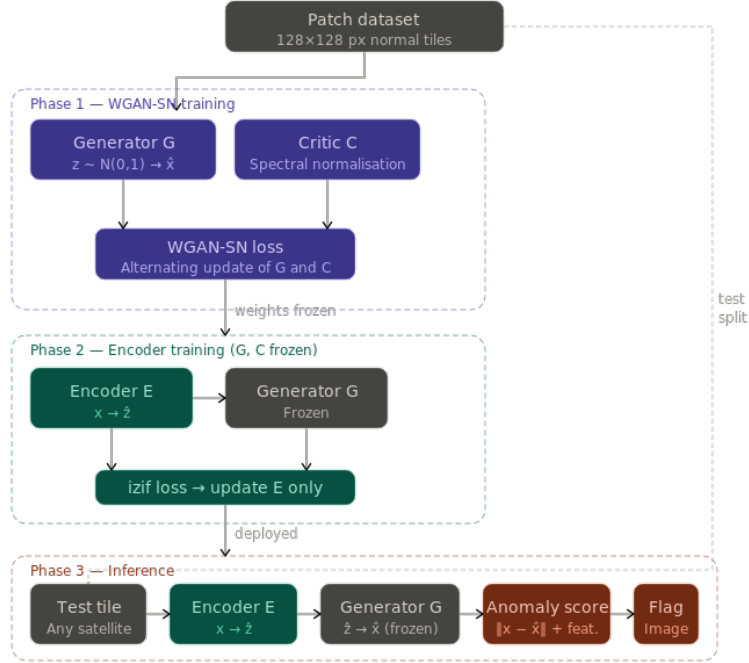 Patch dataset
128×128 px normal tiles
Phase 1 — WGAN-SN training
Generator G
z ~ N(0,1) → x̂
Critic C
Spectral normalisation
WGAN-SN loss
Alternating update of G and C
weights frozen
test
split
Phase 2 — Encoder training (G, C frozen)
Encoder E
x → ẑ
Generator G
Frozen
izif loss → update E only
deployed
Phase 3 — Inference
Test tile
Any satellite
Encoder E
x → ẑ
Generator G
ẑ → x̂ (frozen)
Anomaly score
‖x − x̂‖ + feat.
Flag
Image